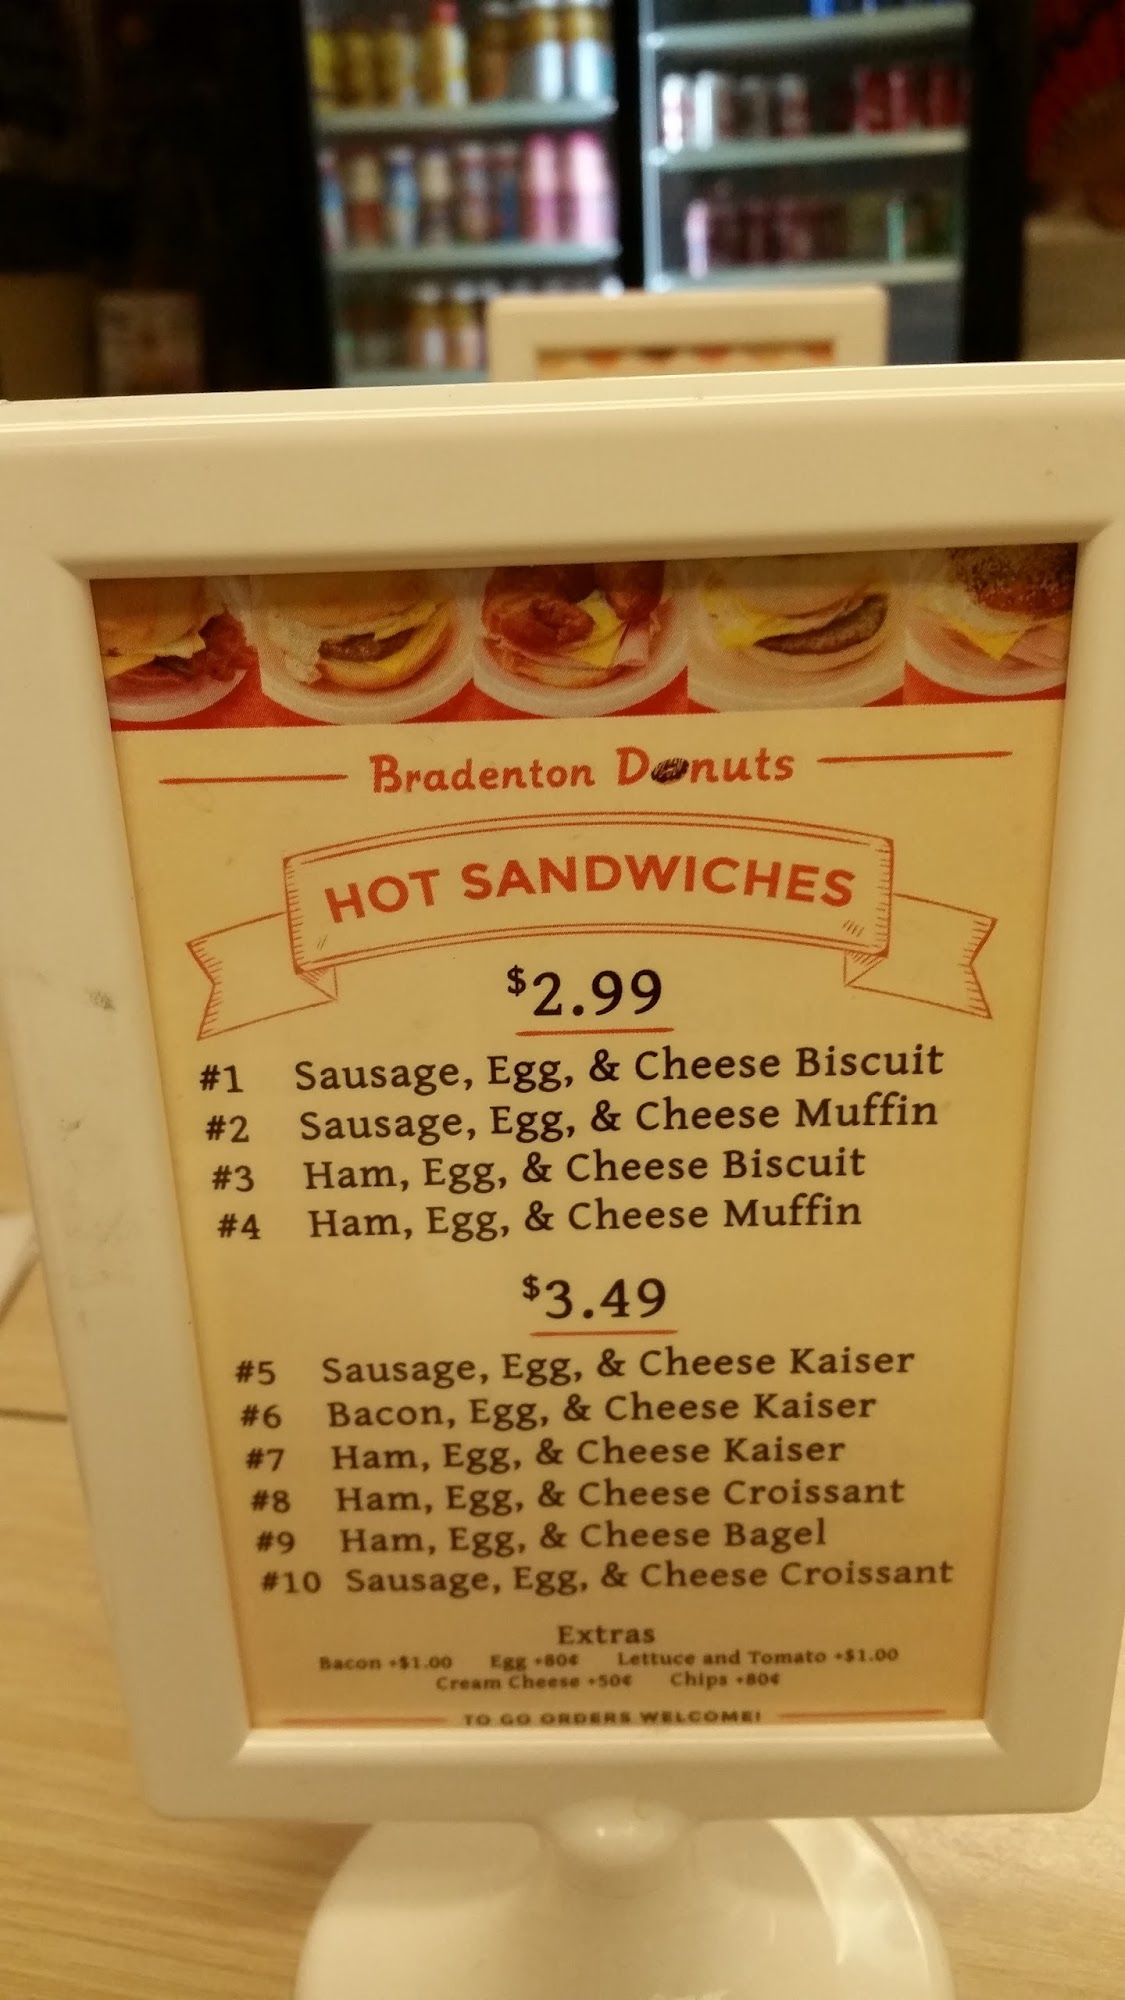 Bradenton Donuts
HOT SANDWICHES
$2.99
#1 Sausage, Egg, & Cheese Biscuit
#2 Sausage, Egg, & Cheese Muffin
#3 Ham, Egg, & Cheese Biscuit
#4 Ham, Egg, & Cheese Muffin
$3.49
#5 Sausage, Egg, & Cheese Kaiser
#6 Bacon, Egg, & Cheese Kaiser
#7 Ham, Egg, & Cheese Kaiser
#8 Ham, Egg, & Cheese Croissant
#9 Ham, Egg, & Cheese Bagel
#10 Sausage, Egg, & Cheese Croissant
Extras
Bacon +$1.00 Egg +80¢ Lettuce and Tomato +$1.00
Cream Cheese +50¢ Chips +80¢
TO GO ORDERS WELCOME!